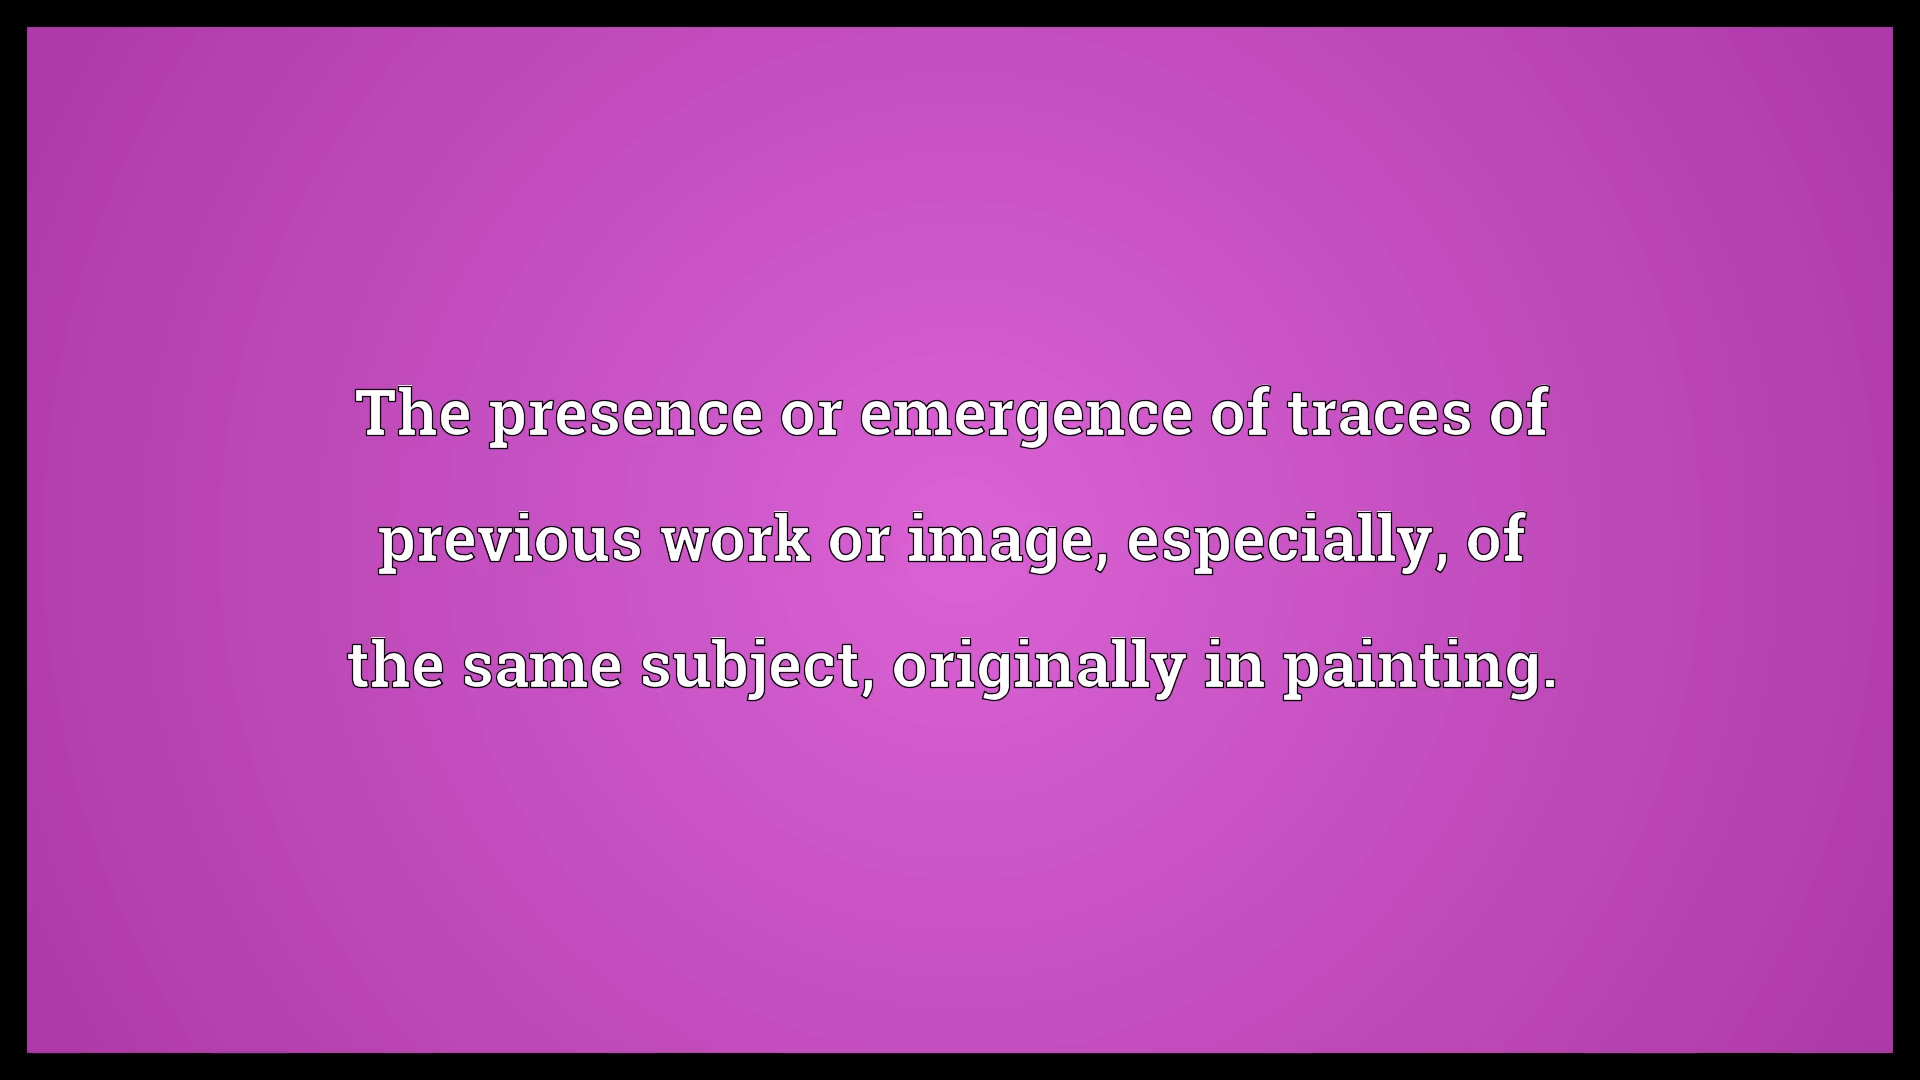 The presence or emergence of traces of
previous work or image, especially, of
the same subject, originally in painting.